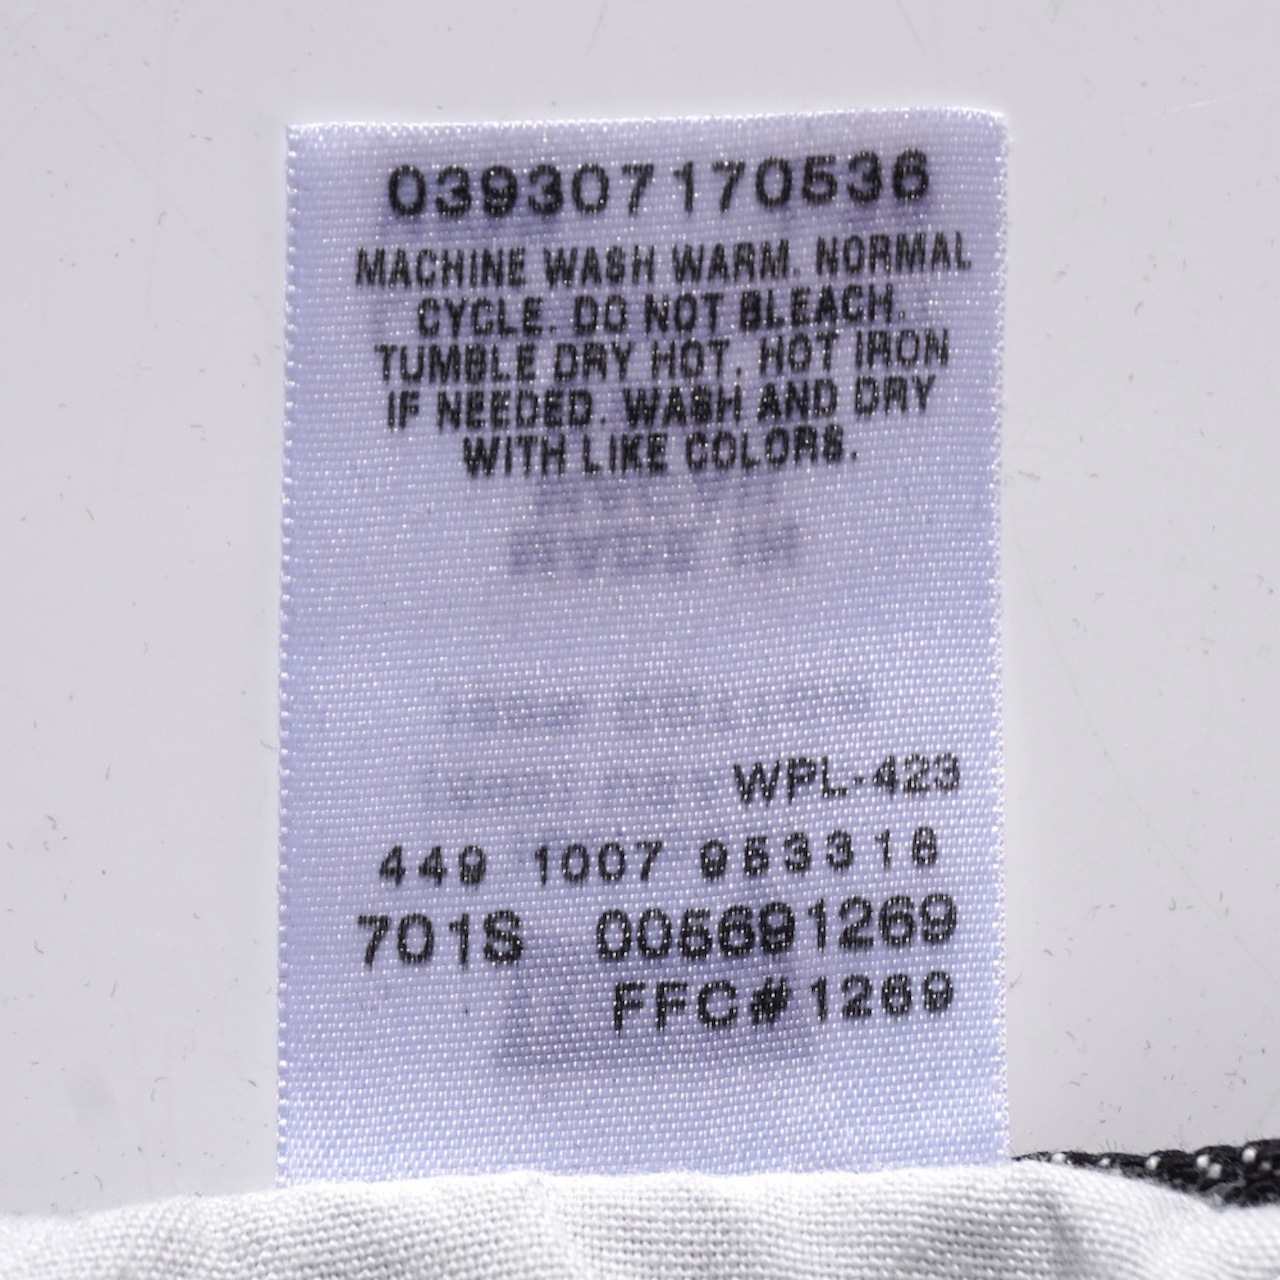 039307170536
MACHINE WASH WARM. NORMAL
CYCLE. DO NOT BLEACH.
TUMBLE DRY HOT. HOT IRON
IF NEEDED. WASH AND DRY
WITH LIKE COLORS.
WPL-423
449 1007 953318
701S 005691269
FFC#1269